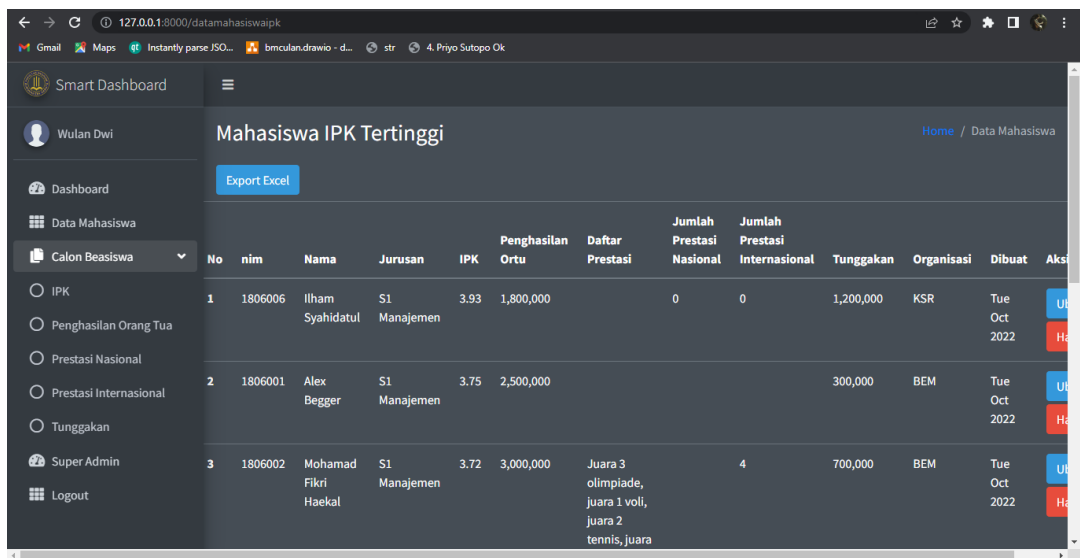 127.0.0.1:8000/datamahasiswaipk
Gmail Maps Instantly parse JSO... bmculan.drawio - d... str 4. Priyo Sutopo Ok
Smart Dashboard
Wulan Dwi
Dashboard
Data Mahasiswa
Calon Beasiswa
IPK
Penghasilan Orang Tua
Prestasi Nasional
Prestasi Internasional
Tunggakan
Super Admin
Logout
Mahasiswa IPK Tertinggi
Home / Data Mahasiswa
Export Excel
No nim Nama Jurusan IPK Penghasilan Ortu Daftar Prestasi Jumlah Prestasi Nasional Jumlah Prestasi Internasional Tunggakan Organisasi Dibuat Aksi
1 1806006 Ilham Syahidatul S1 Manajemen 3.93 1,800,000 0 0 1,200,000 KSR Tue Oct 2022
2 1806001 Alex Begger S1 Manajemen 3.75 2,500,000 300,000 BEM Tue Oct 2022
3 1806002 Mohamad Fikri Haekal S1 Manajemen 3.72 3,000,000 Juara 3 olimpiade, juara 1 voli, juara 2 tennis, juara 4 700,000 BEM Tue Oct 2022